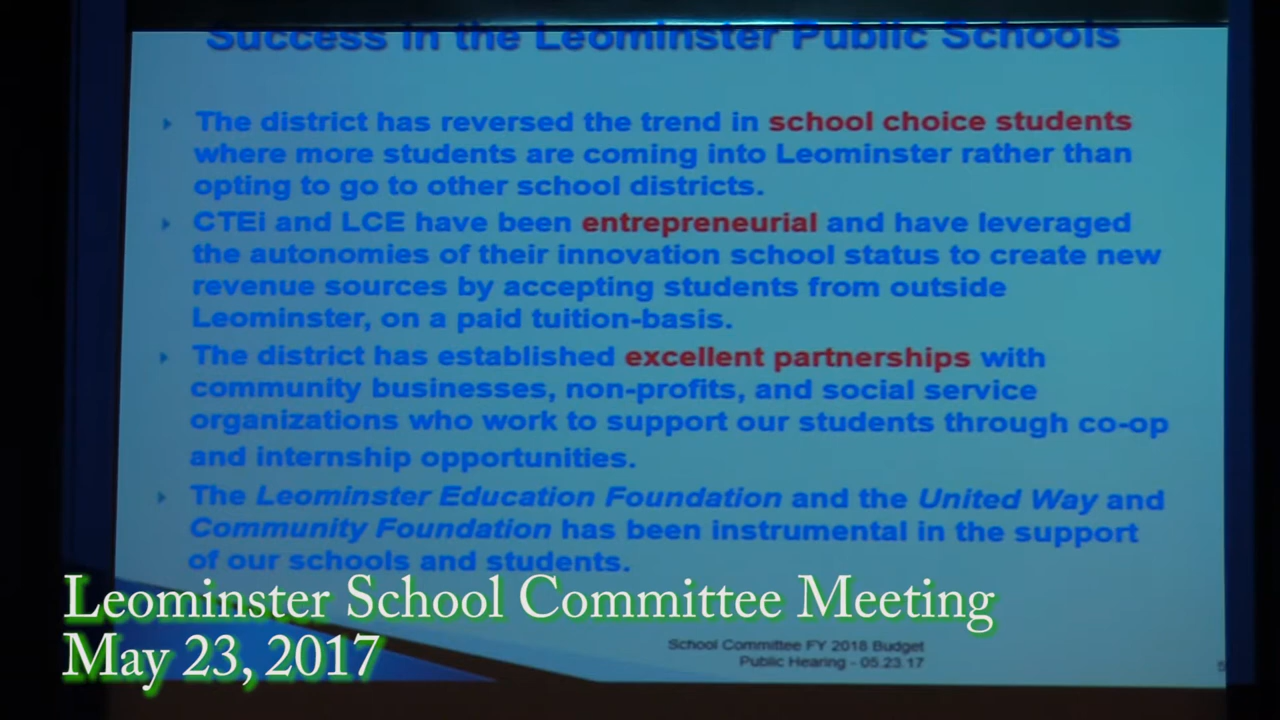 Success in the Leominster Public Schools
The district has reversed the trend in school choice students
where more students are coming into Leominster rather than
opting to go to other school districts.
CTEi and LCE have been entrepreneurial and have leveraged
the autonomies of their innovation school status to create new
revenue sources by accepting students from outside
Leominster, on a paid tuition-basis.
The district has established excellent partnerships with
community businesses, non-profits, and social service
organizations who work to support our students through co-op
and internship opportunities.
The Leominster Education Foundation and the United Way and
Community Foundation has been instrumental in the support
of our schools and students.
Leominster School Committee Meeting
May 23, 2017
School Committee FY 2018 Budget
Public Hearing - 05.23.17